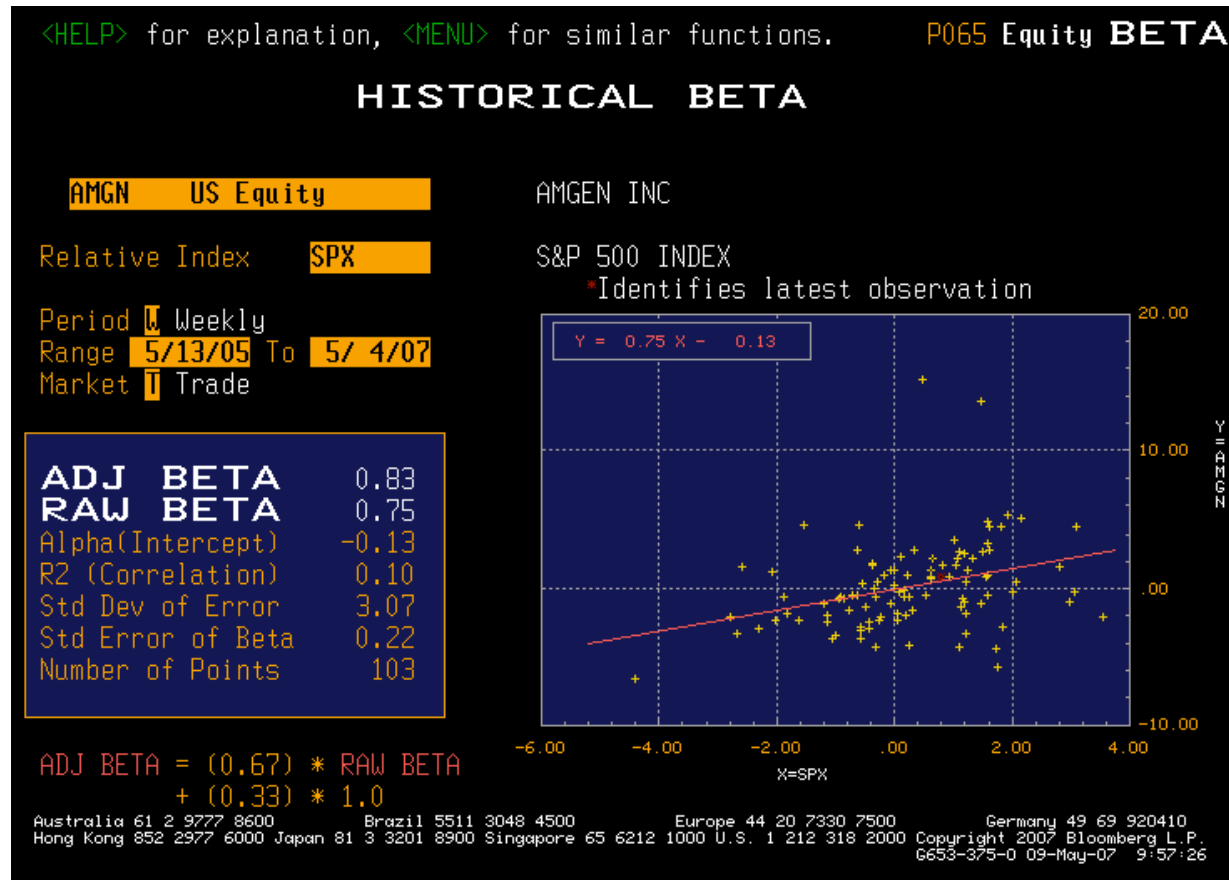 <HELP> for explanation, <MENU> for similar functions. P065 Equity BETA
HISTORICAL BETA
AMGN US Equity AMGEN INC
Relative Index SPX S&P 500 INDEX
*Identifies latest observation
Period W Weekly
Range 5/13/05 To 5/ 4/07
Market T Trade
Y = 0.75 X - 0.13
20.00
10.00
.00
-10.00
Y=AMGN
ADJ BETA 0.83
RAW BETA 0.75
Alpha(Intercept) -0.13
R2 (Correlation) 0.10
Std Dev of Error 3.07
Std Error of Beta 0.22
Number of Points 103
-6.00 -4.00 -2.00 .00 2.00 4.00
X=SPX
ADJ BETA = (0.67) * RAW BETA
+ (0.33) * 1.0
Australia 61 2 9777 8600 Brazil 5511 3048 4500 Europe 44 20 7330 7500 Germany 49 69 920410
Hong Kong 852 2977 6000 Japan 81 3 3201 8900 Singapore 65 6212 1000 U.S. 1 212 318 2000 Copyright 2007 Bloomberg L.P.
G653-375-0 09-May-07 9:57:26